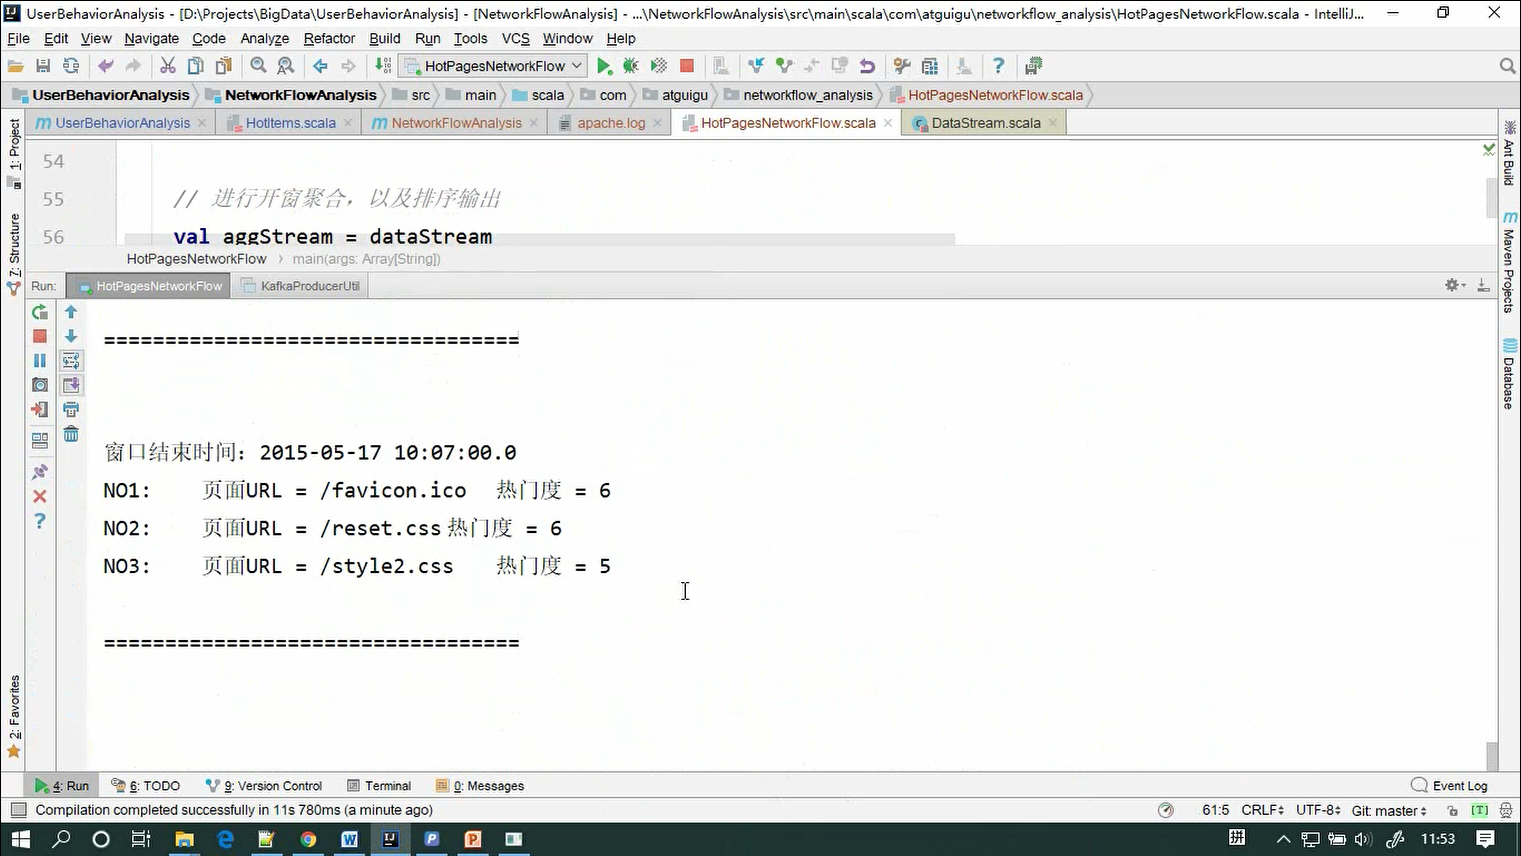 UserBehaviorAnalysis - [D:\Projects\BigData\UserBehaviorAnalysis] - [NetworkFlowAnalysis] - ...\NetworkFlowAnalysis\src\main\scala\com\atguigu\networkflow_analysis\HotPagesNetworkFlow.scala - IntelliJ...
File Edit View Navigate Code Analyze Refactor Build Run Tools VCS Window Help
HotPagesNetworkFlow
UserBehaviorAnalysis NetworkFlowAnalysis src main scala com atguigu networkflow_analysis HotPagesNetworkFlow.scala
UserBehaviorAnalysis HotItems.scala NetworkFlowAnalysis apache.log HotPagesNetworkFlow.scala DataStream.scala
1: Project
7: Structure
2: Favorites
54
55 // 进行开窗聚合，以及排序输出
56 val aggStream = dataStream
HotPagesNetworkFlow › main(args: Array[String])
Run: HotPagesNetworkFlow KafkaProducerUtil
==================================
窗口结束时间：2015-05-17 10:07:00.0
NO1: 页面URL = /favicon.ico 热门度 = 6
NO2: 页面URL = /reset.css 热门度 = 6
NO3: 页面URL = /style2.css 热门度 = 5
==================================
Ant Build
Maven Projects
Database
4: Run 6: TODO 9: Version Control Terminal 0: Messages Event Log
Compilation completed successfully in 11s 780ms (a minute ago) 61:5 CRLF UTF-8 Git: master [T]
拼 11:53